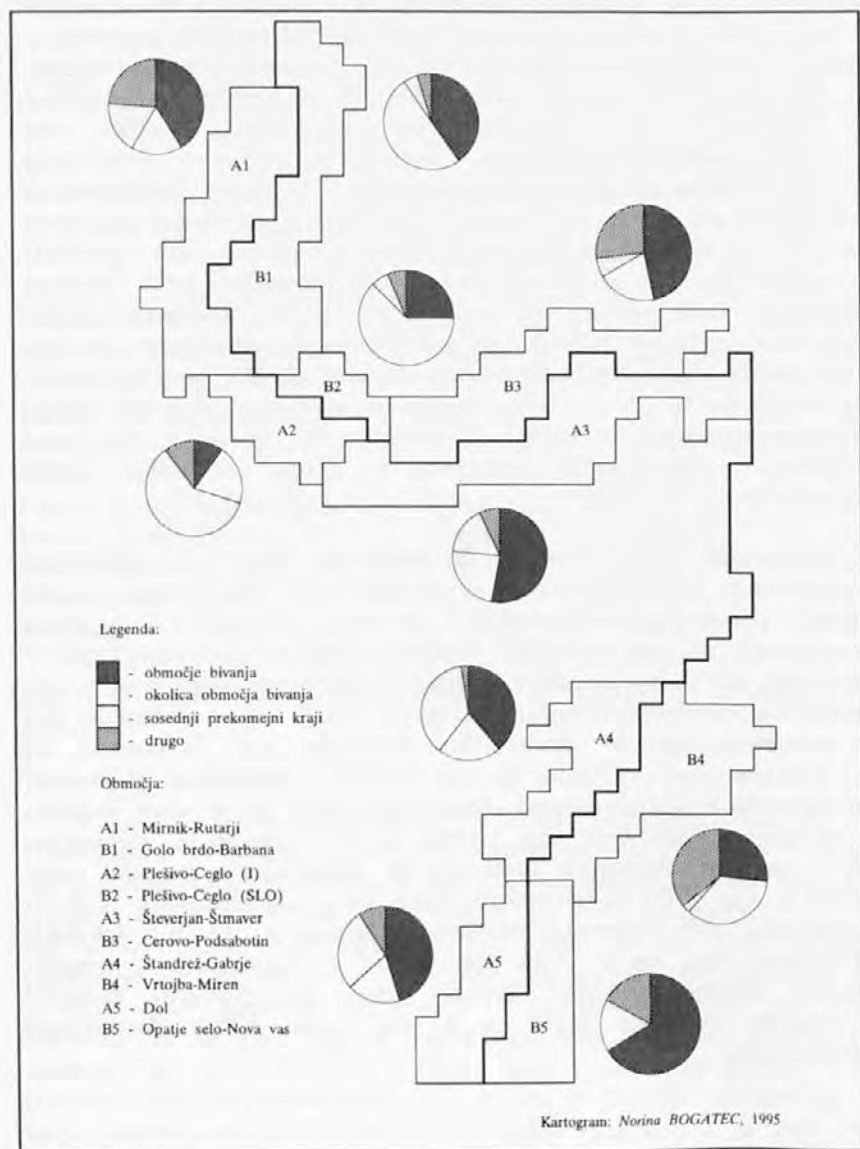 A1
B1
B2
B3
A2
A3
Legenda:
- območje bivanja
- okolica območja bivanja
- sosednji prekomejni kraji
- drugo
A4
B4
Območja:
A1 - Mirnik-Rutarji
B1 - Golo brdo-Barbana
A2 - Plešivo-Ceglo (I)
B2 - Plešivo-Ceglo (SLO)
A3 - Števerjan-Štmaver
B3 - Cerovo-Podsabotin
A4 - Štandrež-Gabrje
B4 - Vrtojba-Miren
A5 - Dol
B5 - Opatje selo-Nova vas
A5
B5
Kartogram: Norina BOGATEC, 1995